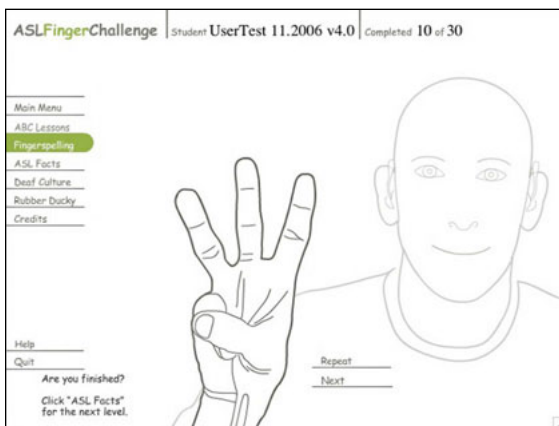 ASLFingerChallenge Student UserTest 11.2006 v4.0 Completed 10 of 30
Main Menu
ABC Lessons
Fingerspelling
ASL Facts
Deaf Culture
Rubber Ducky
Credits
Help
Quit
Are you finished?
Click "ASL Facts"
for the next level.
Repeat
Next